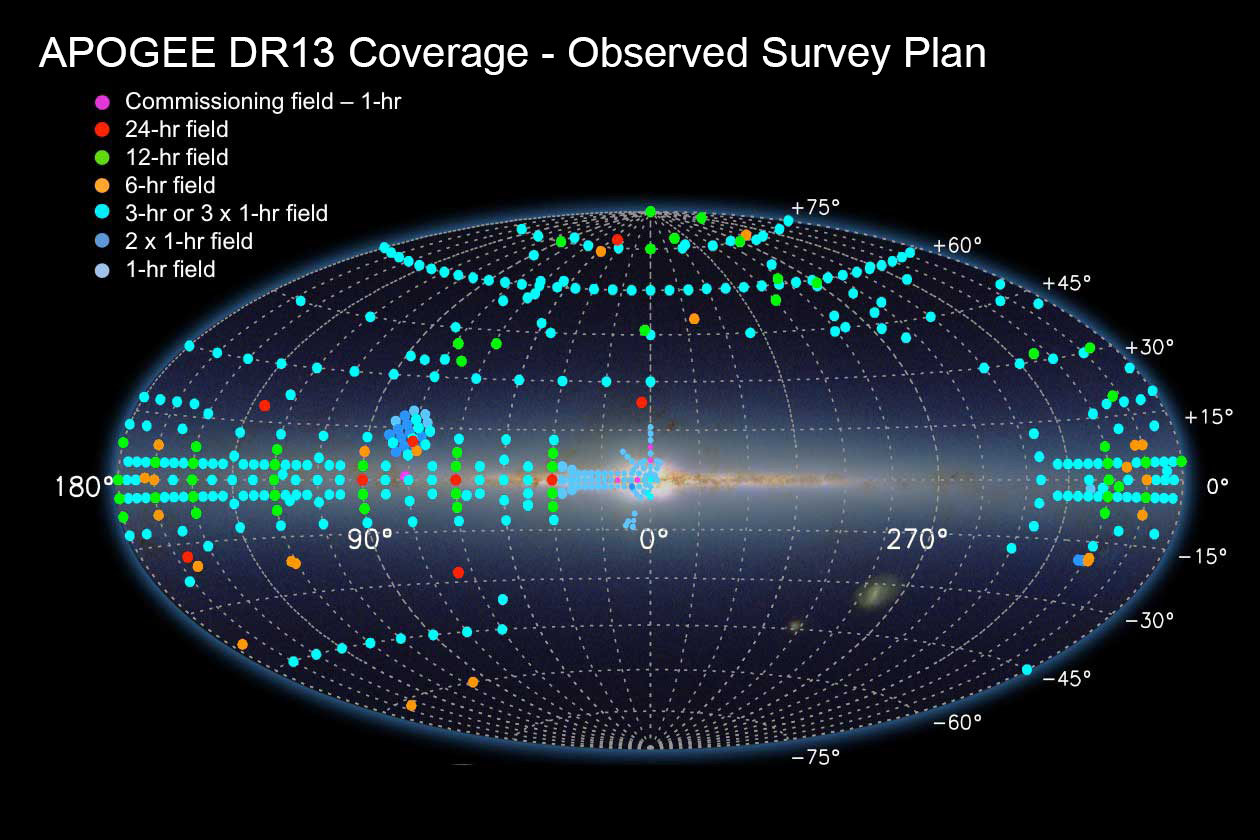 APOGEE DR13 Coverage - Observed Survey Plan
Commissioning field – 1-hr
24-hr field
12-hr field
6-hr field
3-hr or 3 x 1-hr field
2 x 1-hr field
1-hr field
+75°
+60°
+45°
+30°
+15°
180°
0°
90°
0°
270°
−15°
−30°
−45°
−60°
−75°